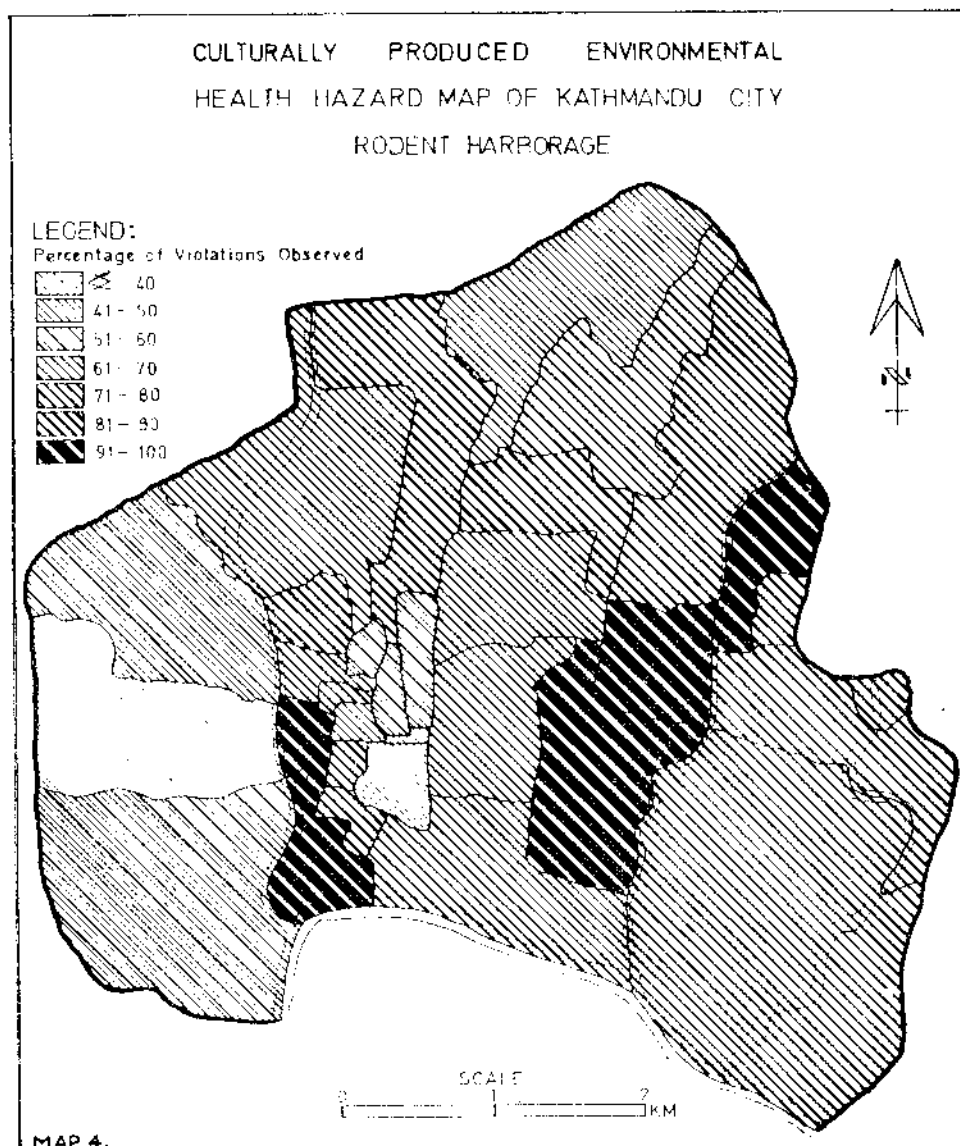 CULTURALLY PRODUCED ENVIRONMENTAL
HEALTH HAZARD MAP OF KATHMANDU CITY
RODENT HARBORAGE
LEGEND:
Percentage of Violations Observed
40
41 - 50
51 - 60
61 - 70
71 - 80
81 - 90
91 - 100
N
SCALE
0 1 2
KM
MAP 4.